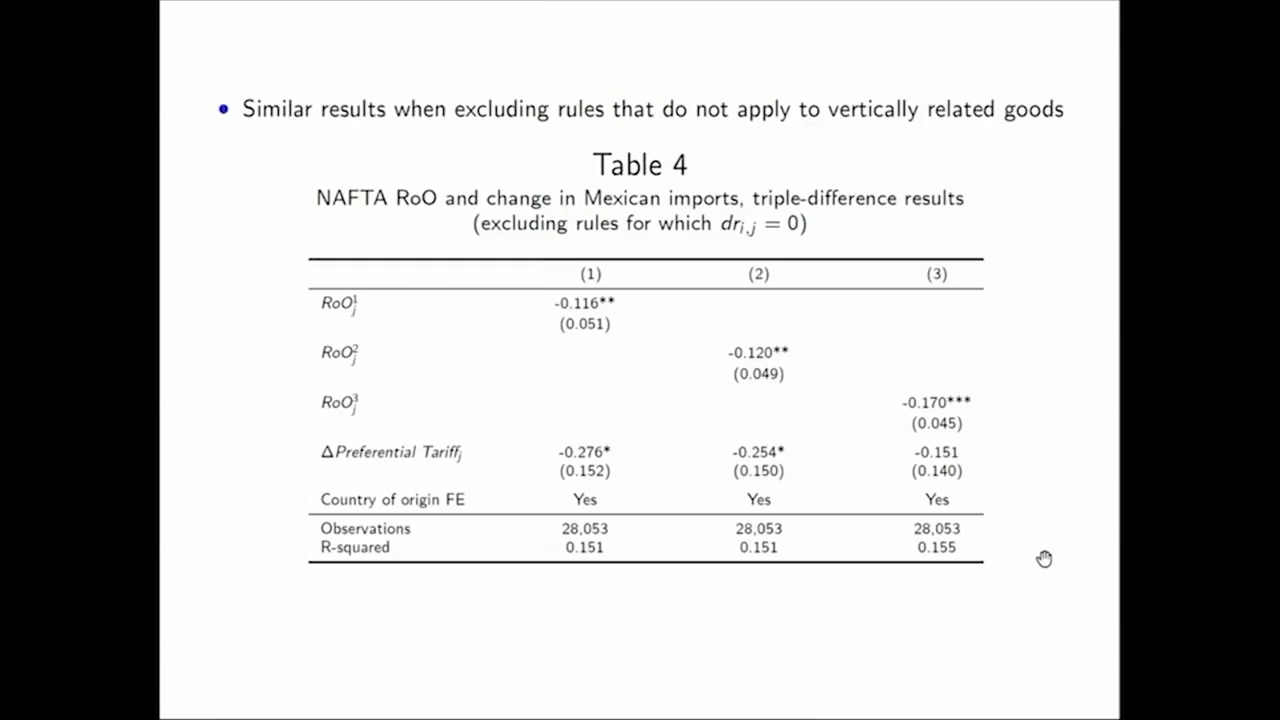 • Similar results when excluding rules that do not apply to vertically related goods
Table 4
NAFTA RoO and change in Mexican imports, triple-difference results
(excluding rules for which dr_{i,j} = 0)
(1) (2) (3)
RoO_j^1 -0.116**
(0.051)
RoO_j^2 -0.120**
(0.049)
RoO_j^3 -0.170***
(0.045)
ΔPreferential Tariff_j -0.276* -0.254* -0.151
(0.152) (0.150) (0.140)
Country of origin FE Yes Yes Yes
Observations 28,053 28,053 28,053
R-squared 0.151 0.151 0.155